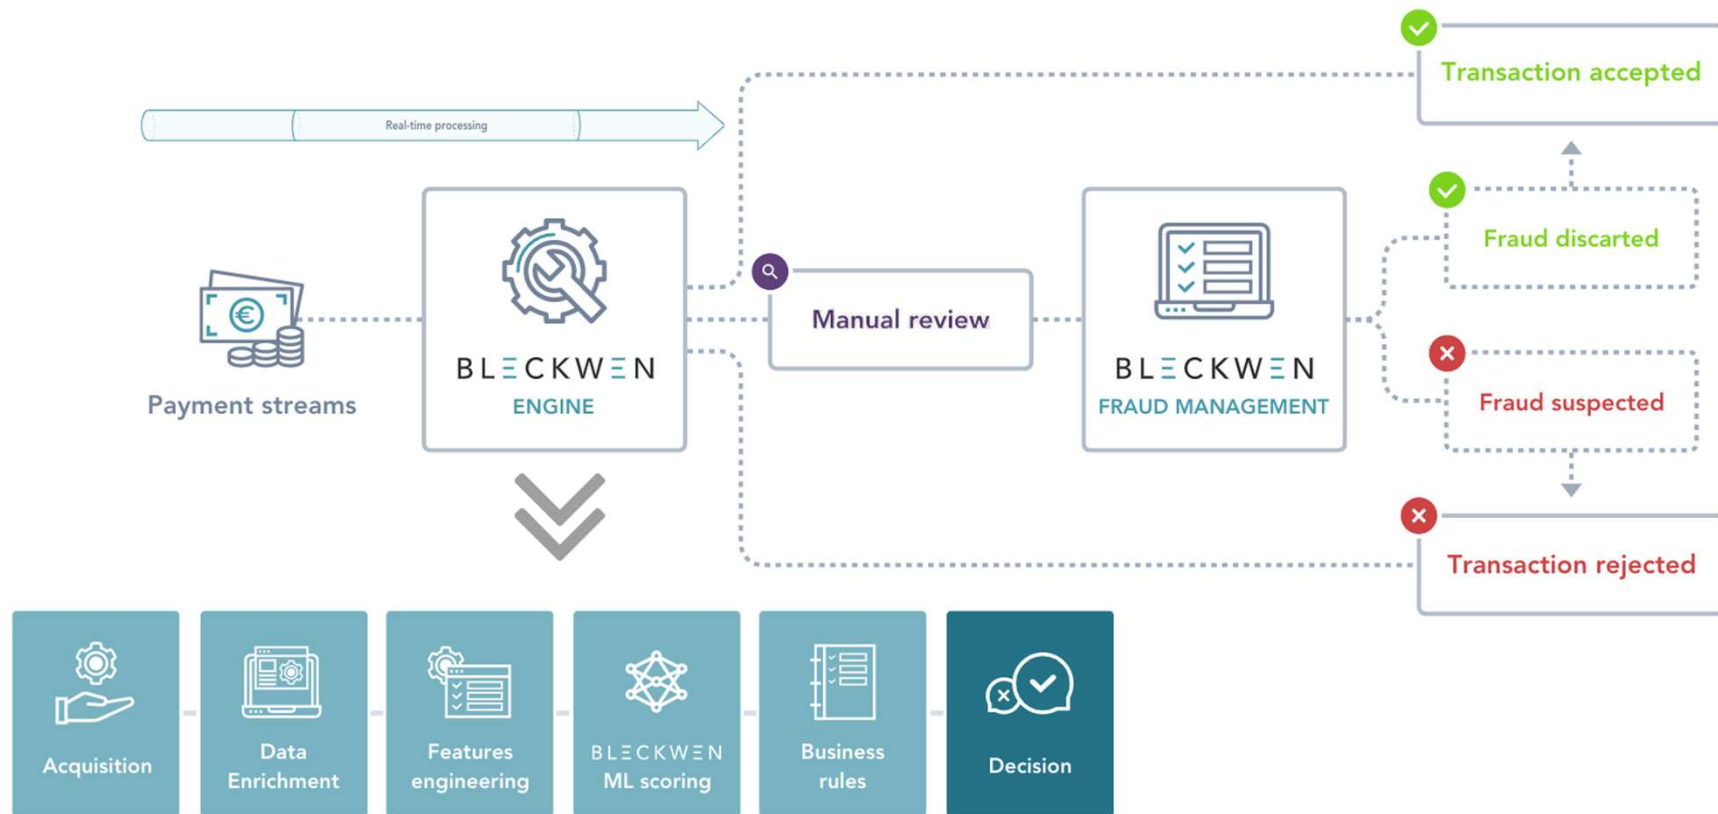 Transaction accepted
Real-time processing
Fraud discarted
Manual review
BLECKWEN
ENGINE
BLECKWEN
FRAUD MANAGEMENT
Payment streams
Fraud suspected
Transaction rejected
Acquisition
Data
Enrichment
Features
engineering
BLECKWEN
ML scoring
Business
rules
Decision